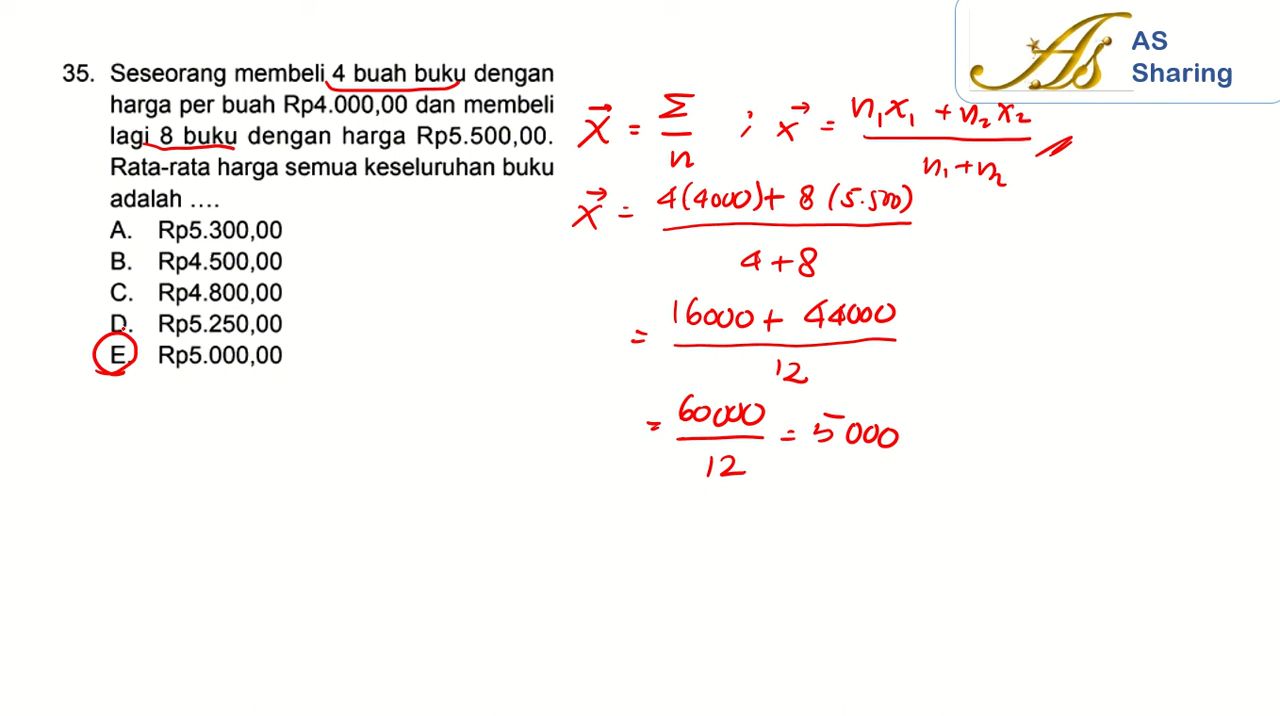 AS
Sharing
35. Seseorang membeli 4 buah buku dengan
harga per buah Rp4.000,00 dan membeli
lagi 8 buku dengan harga Rp5.500,00.
Rata-rata harga semua keseluruhan buku
adalah ....
A. Rp5.300,00
B. Rp4.500,00
C. Rp4.800,00
D. Rp5.250,00
E. Rp5.000,00
x⃗ = Σ / n ; x⃗ = n₁x₁ + n₂x₂ / n₁+n₂
x⃗ = 4(4000) + 8(5.500) / 4+8
= 16000 + 44000 / 12
= 60000 / 12 = 5000